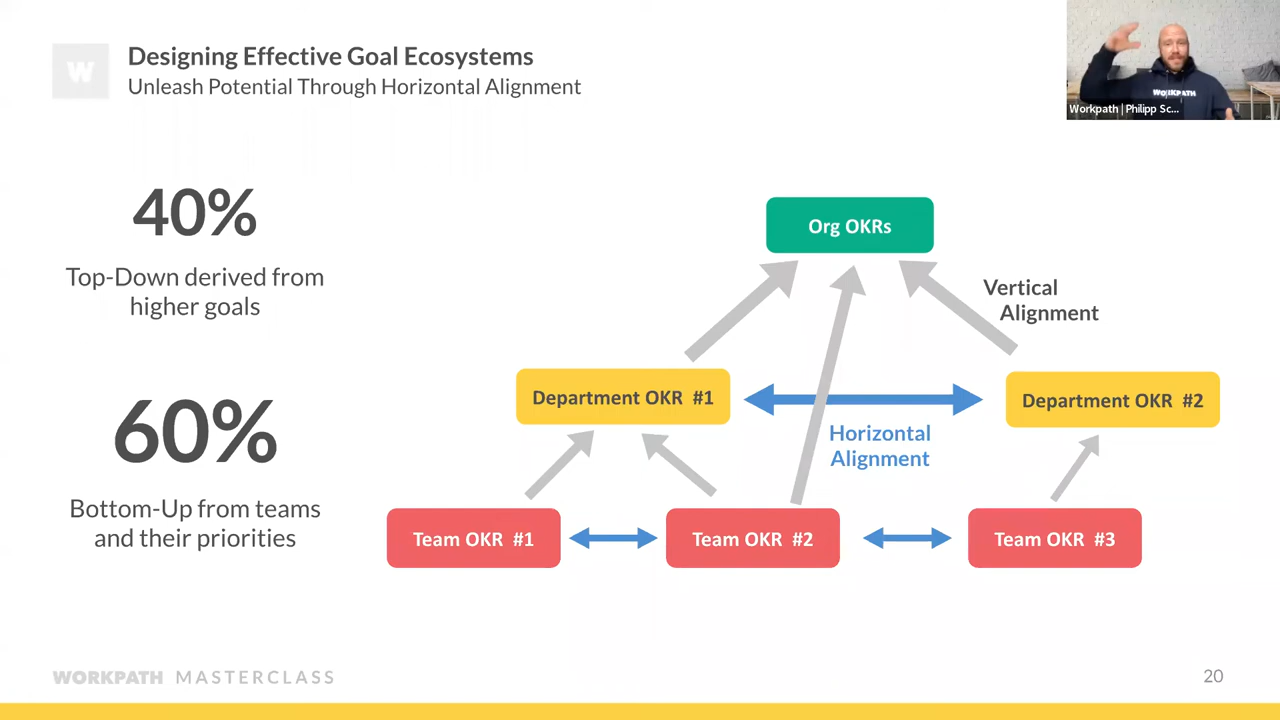 W
Designing Effective Goal Ecosystems
Unleash Potential Through Horizontal Alignment
WORKPATH
Workpath | Philipp Sc...
40%
Top-Down derived from
higher goals
60%
Bottom-Up from teams
and their priorities
Org OKRs
Vertical
Alignment
Department OKR #1
Department OKR #2
Horizontal
Alignment
Team OKR #1
Team OKR #2
Team OKR #3
WORKPATH MASTERCLASS
20